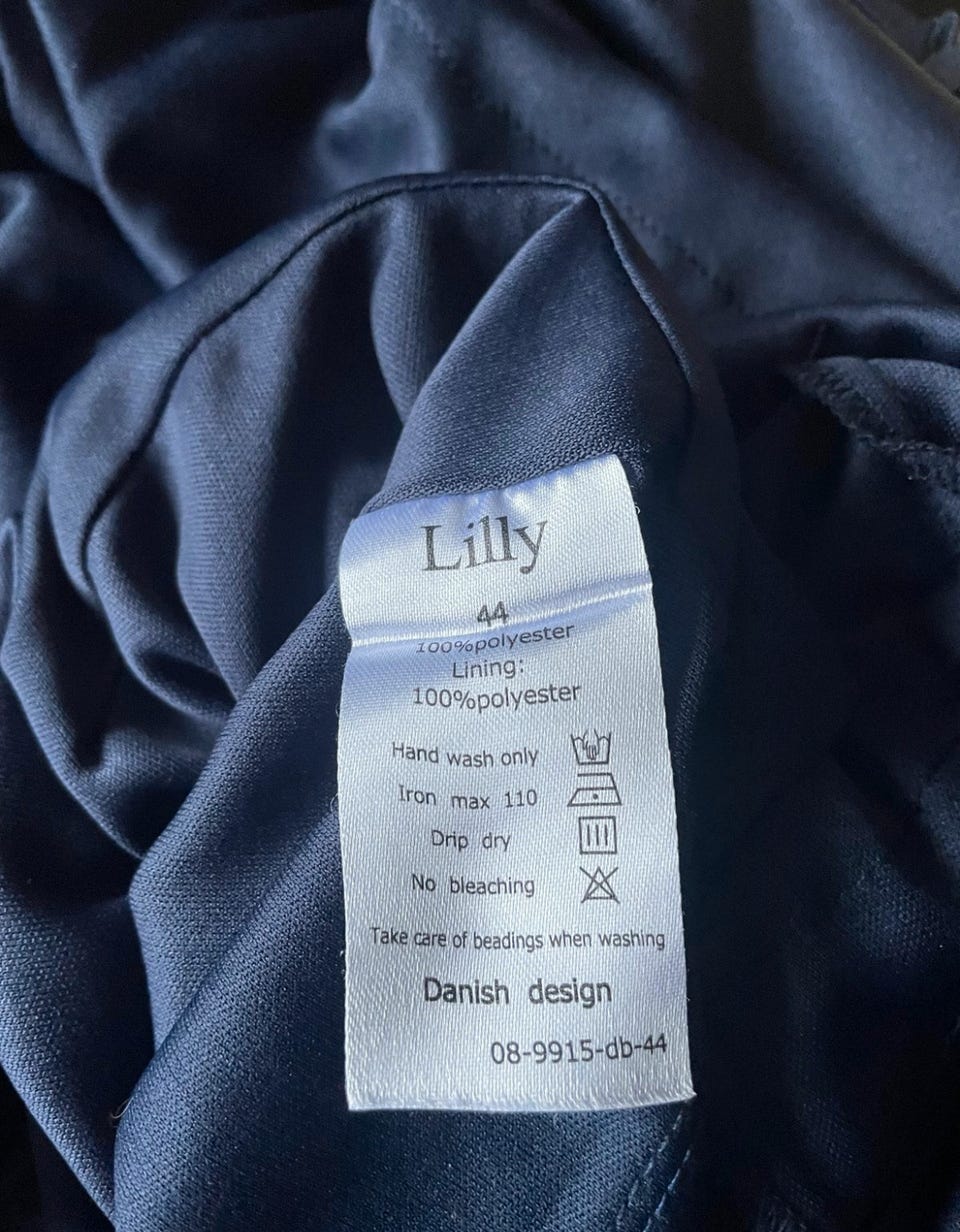 Lilly
44
100%polyester
Lining:
100%polyester
Hand wash only
Iron max 110
Drip dry
No bleaching
Take care of beadings when washing
Danish design
08-9915-db-44